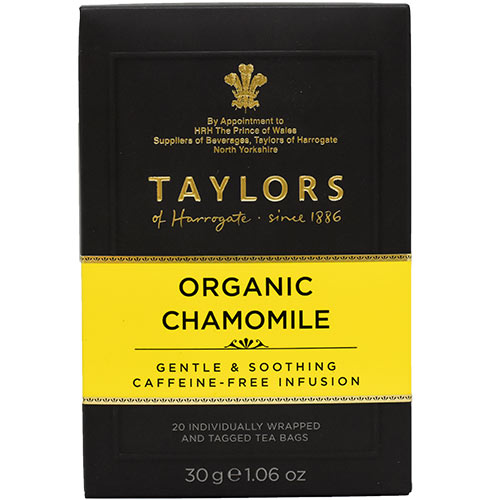 By Appointment to
HRH The Prince of Wales
Suppliers of Beverages, Taylors of Harrogate
North Yorkshire
TAYLORS
of Harrogate · since 1886
ORGANIC
CHAMOMILE
GENTLE & SOOTHING
CAFFEINE-FREE INFUSION
20 INDIVIDUALLY WRAPPED
AND TAGGED TEA BAGS
30g ℮ 1.06 oz